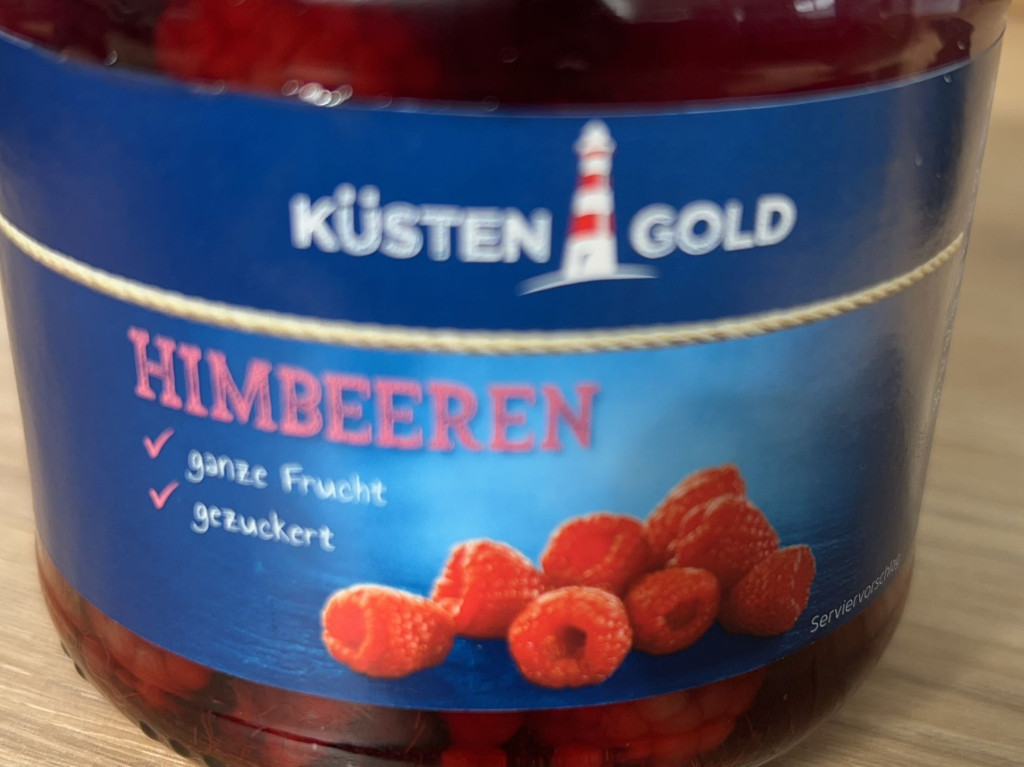 KÜSTEN GOLD
HIMBEEREN
ganze Frucht
gezuckert
Serviervorschlag